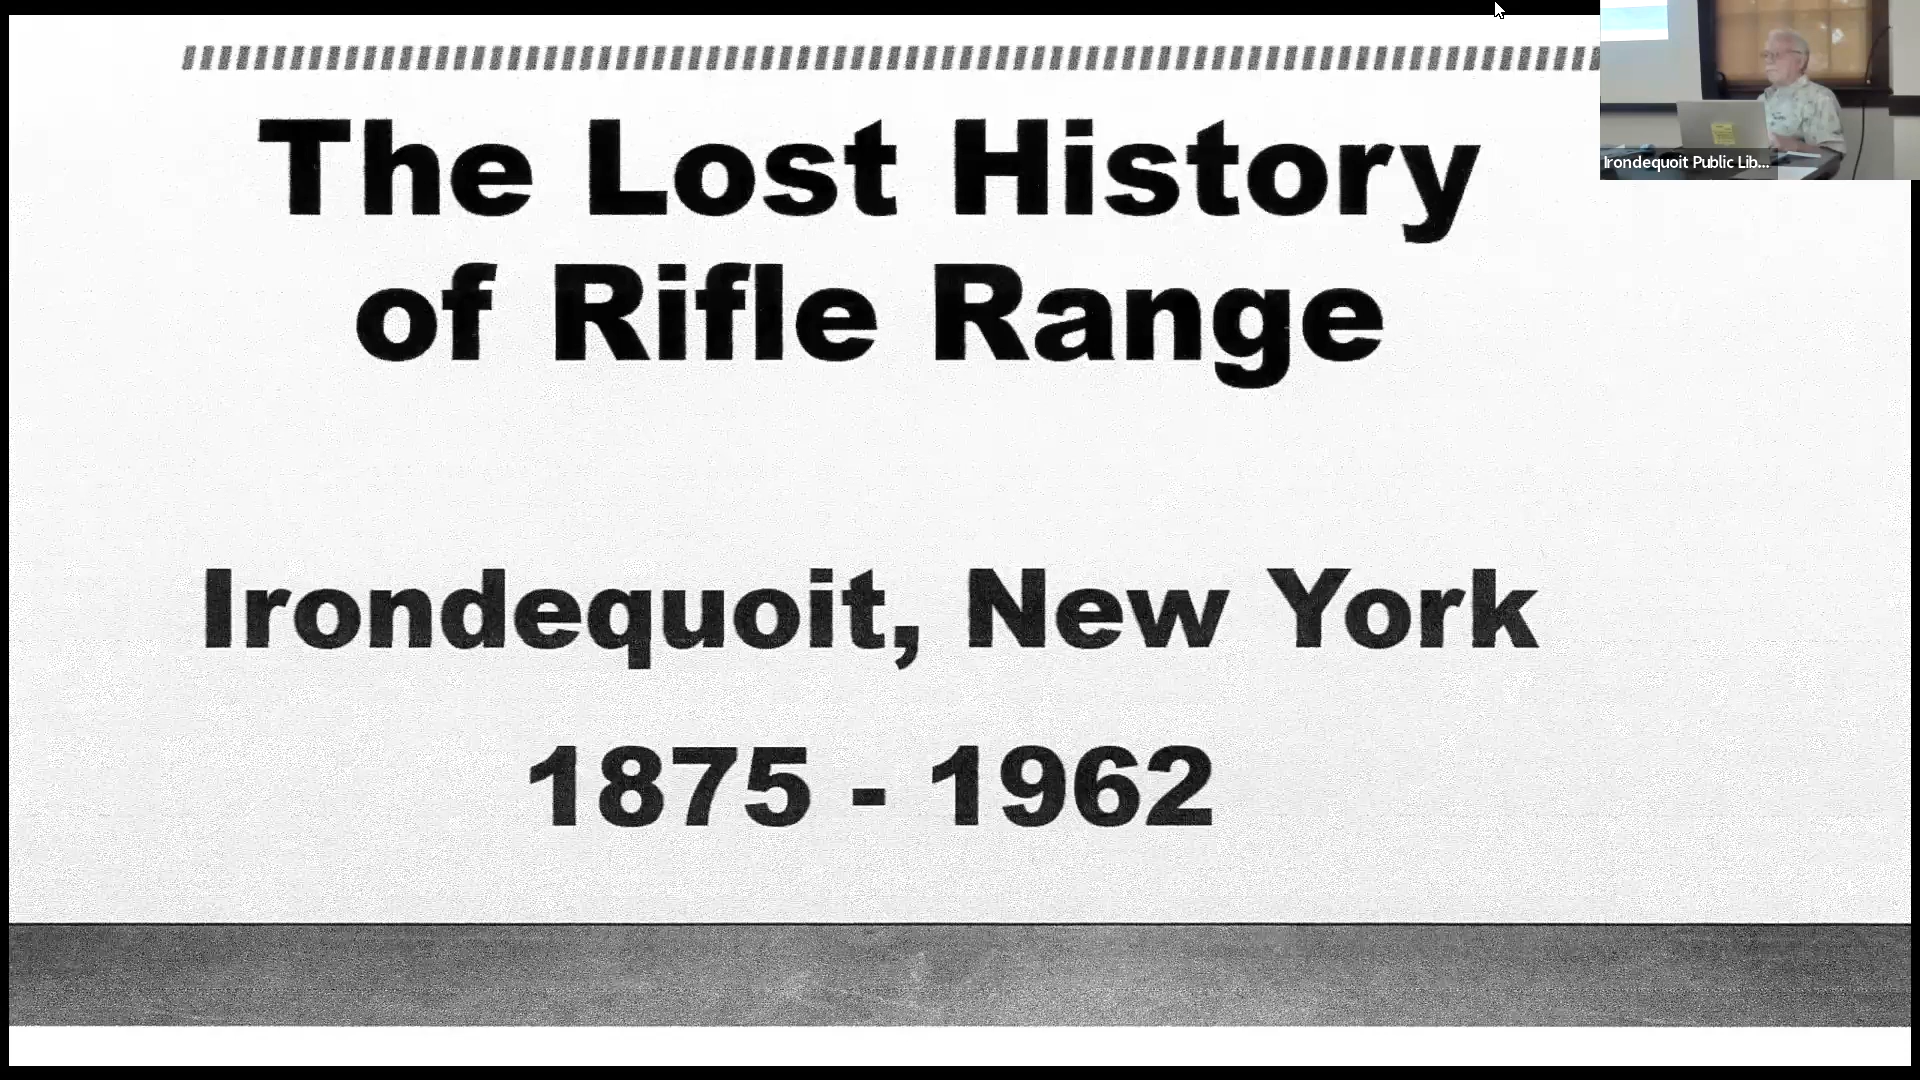 The Lost History
of Rifle Range
Irondequoit, New York
1875 - 1962
Irondequoit Public Lib...